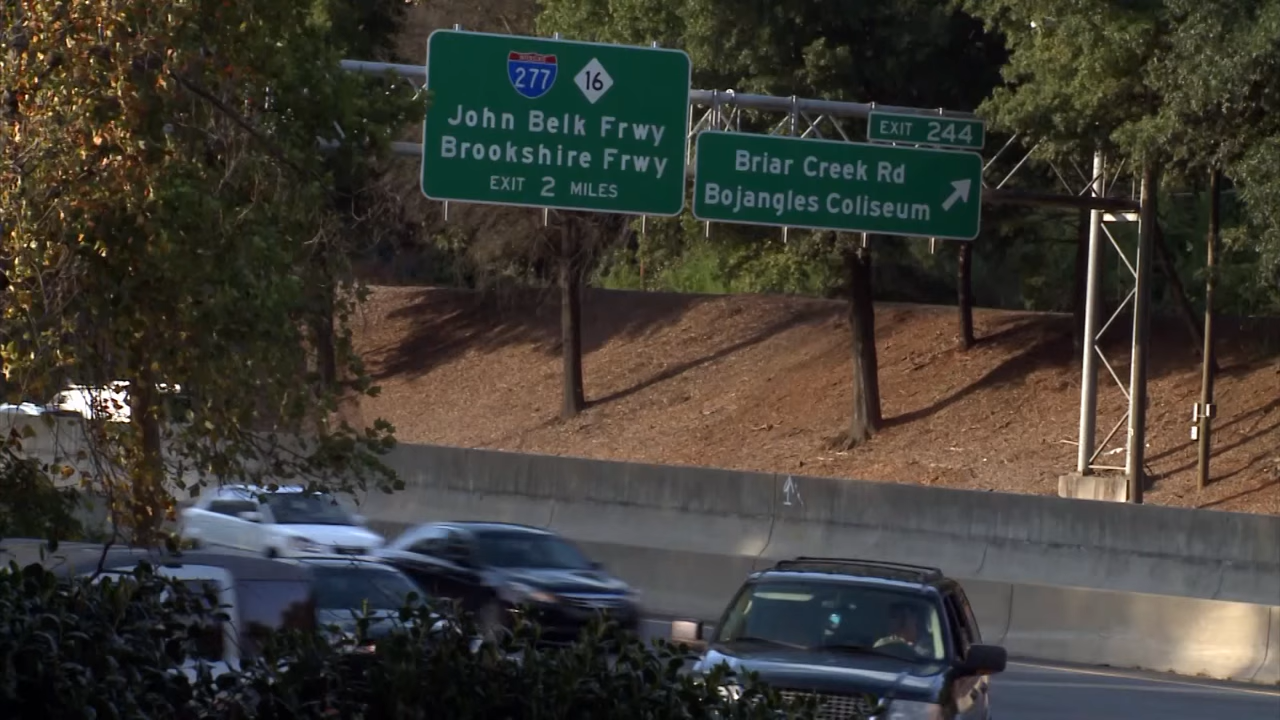 277
16
John Belk Frwy
Brookshire Frwy
EXIT 2 MILES
EXIT 244
Briar Creek Rd
Bojangles Coliseum